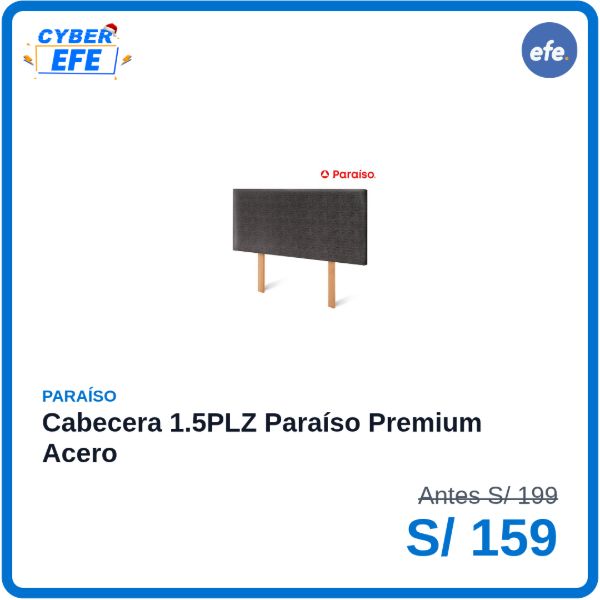 CYBER
EFE
efe.
Paraíso.
PARAÍSO
Cabecera 1.5PLZ Paraíso Premium
Acero
Antes S/ 199
S/ 159